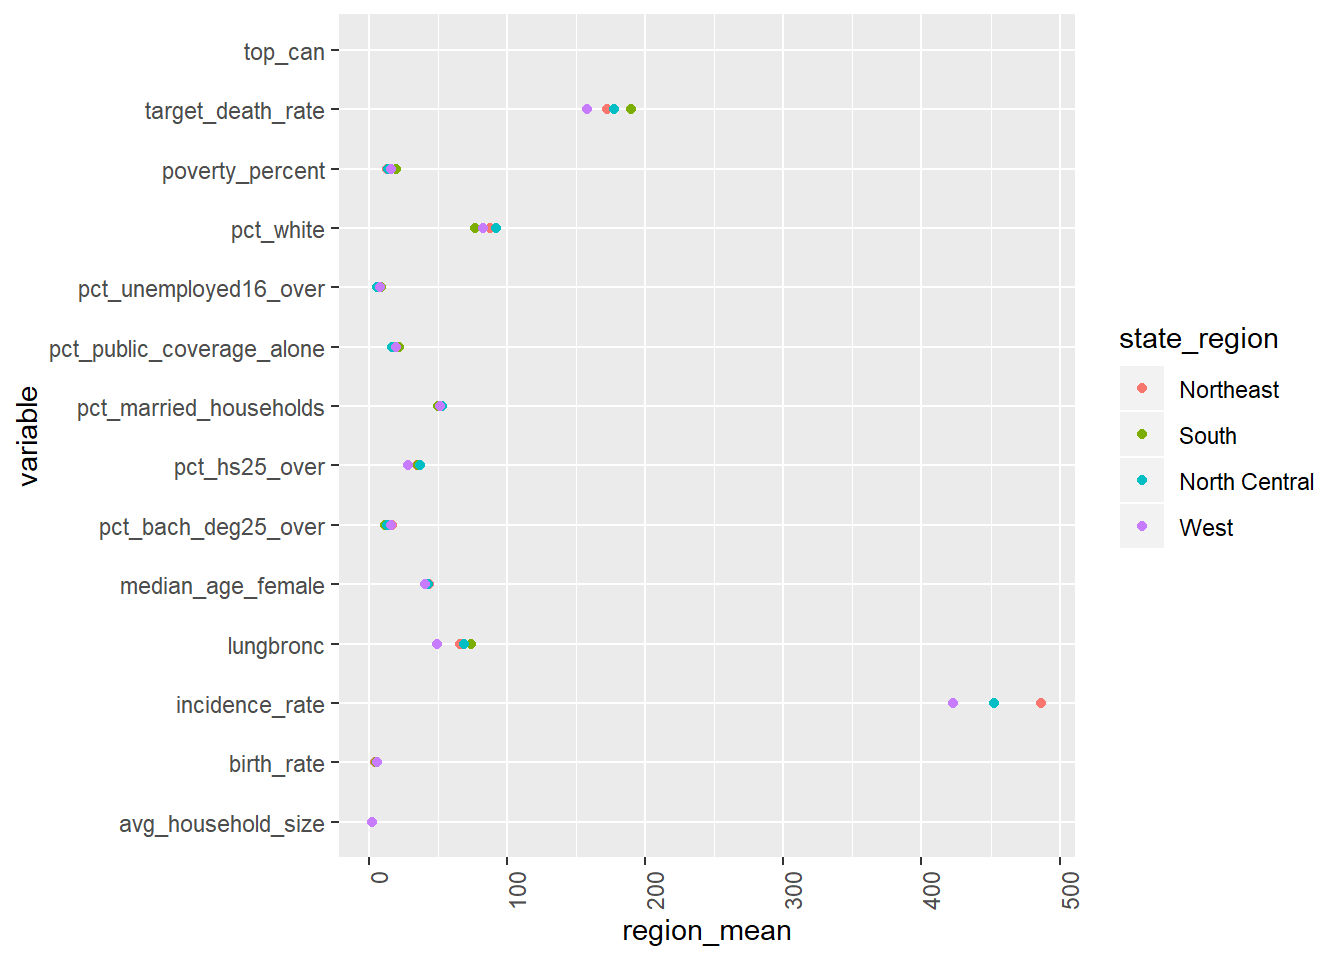 top_can
target_death_rate
poverty_percent
pct_white
pct_unemployed16_over
pct_public_coverage_alone
pct_married_households
pct_hs25_over
pct_bach_deg25_over
median_age_female
lungbronc
incidence_rate
birth_rate
avg_household_size
variable
0
100
200
300
400
500
region_mean
state_region
Northeast
South
North Central
West